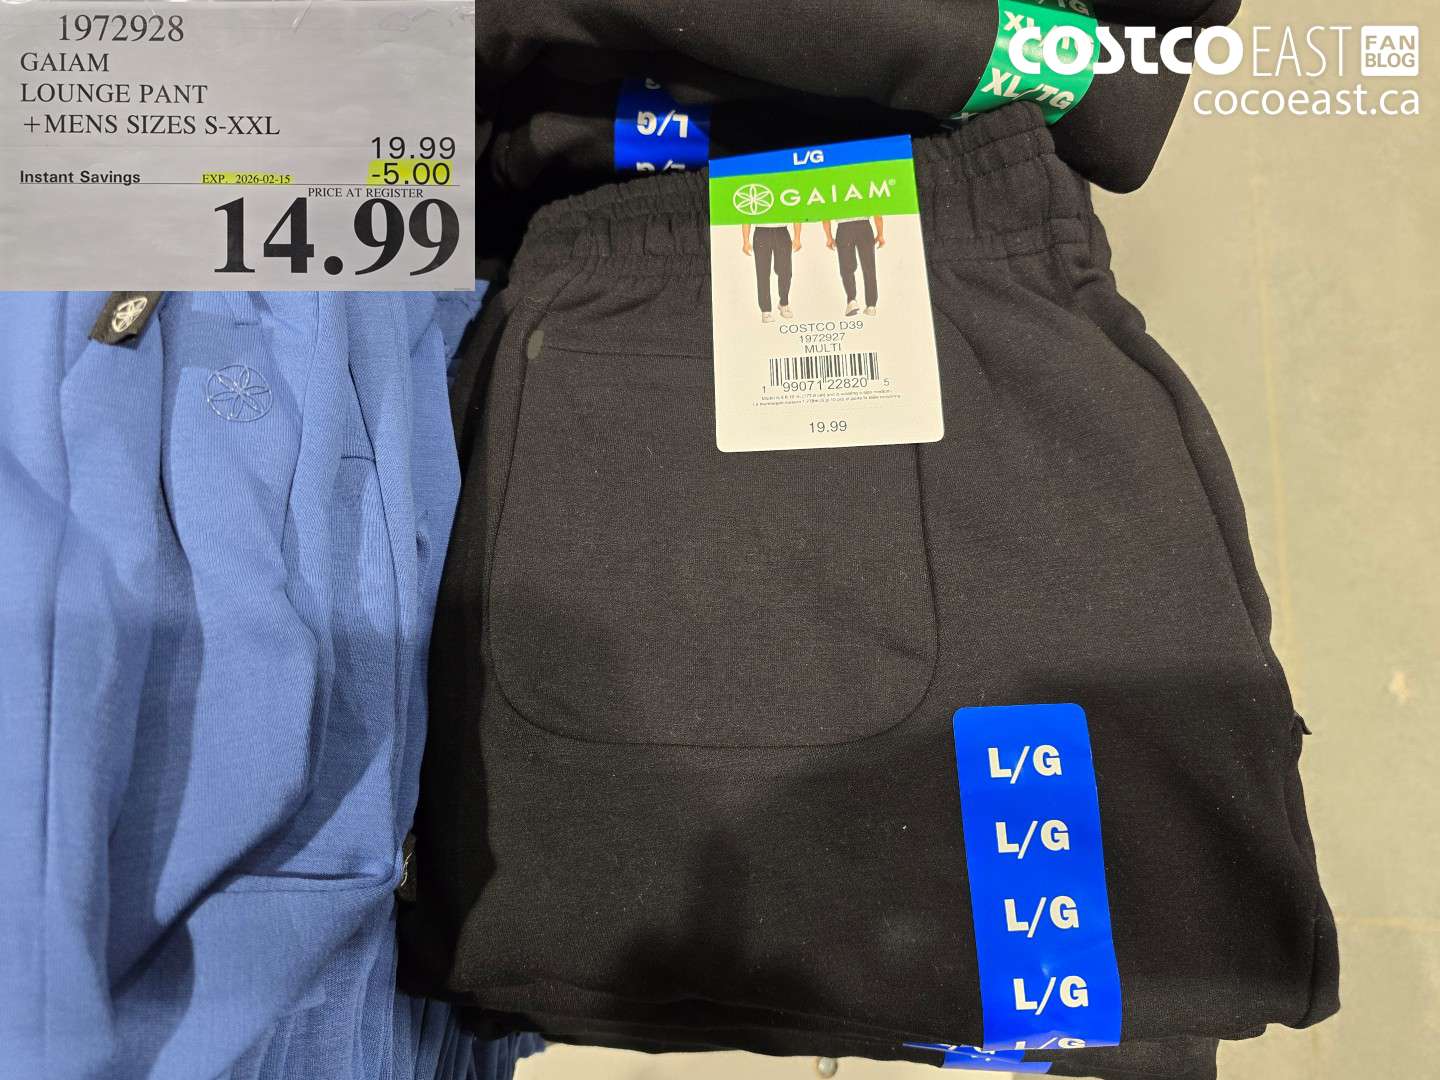 1972928
GAIAM
LOUNGE PANT
+MENS SIZES S-XXL
19.99
Instant Savings EXP. 2026-02-15 -5.00
PRICE AT REGISTER
14.99
COSTCO EAST FAN BLOG
cocoeast.ca
XL/TG
XL/TG
L/G
L/G
GAIAM®
COSTCO D39
1972927
MULTI
1 99071 22820 5
19.99
L/G
L/G
L/G
L/G
L/G